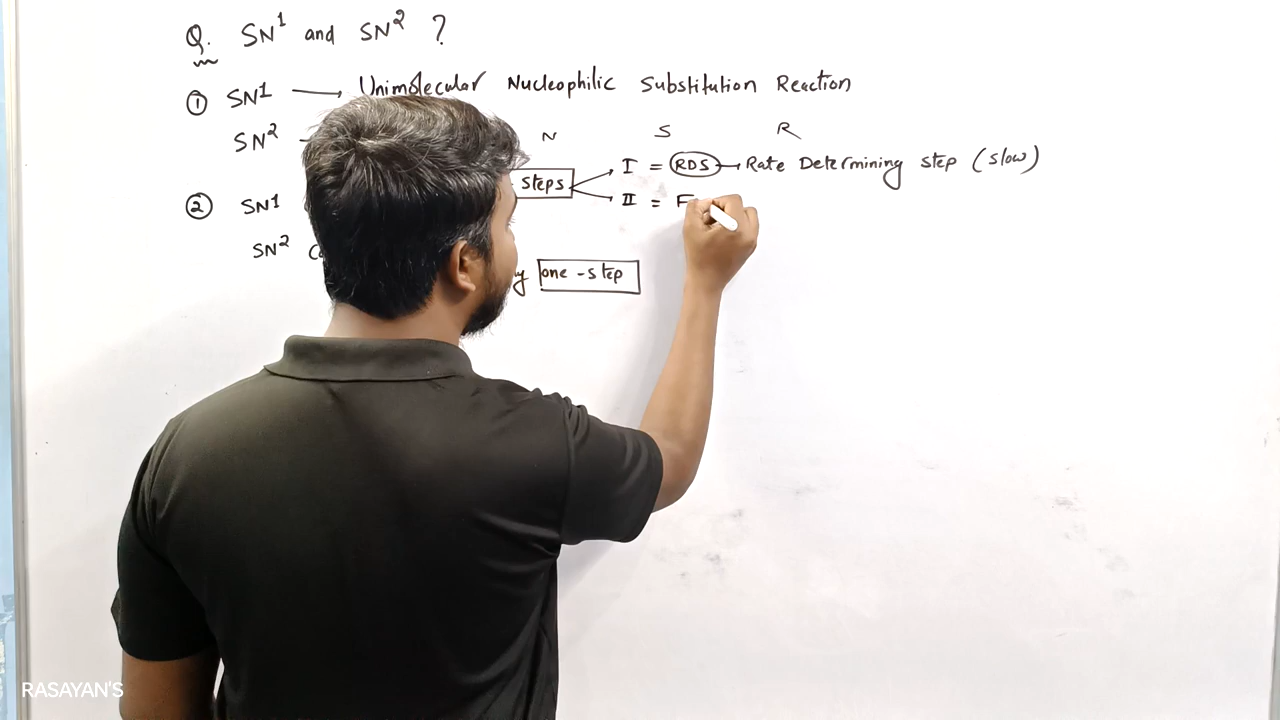 Q. SN1 and SN2 ?
① SN1 → Unimolecular Nucleophilic Substitution Reaction
SN2 N S R
② SN1 steps I = RDS → Rate Determining step (slow)
II = F
SN2 one-step
RASAYAN'S